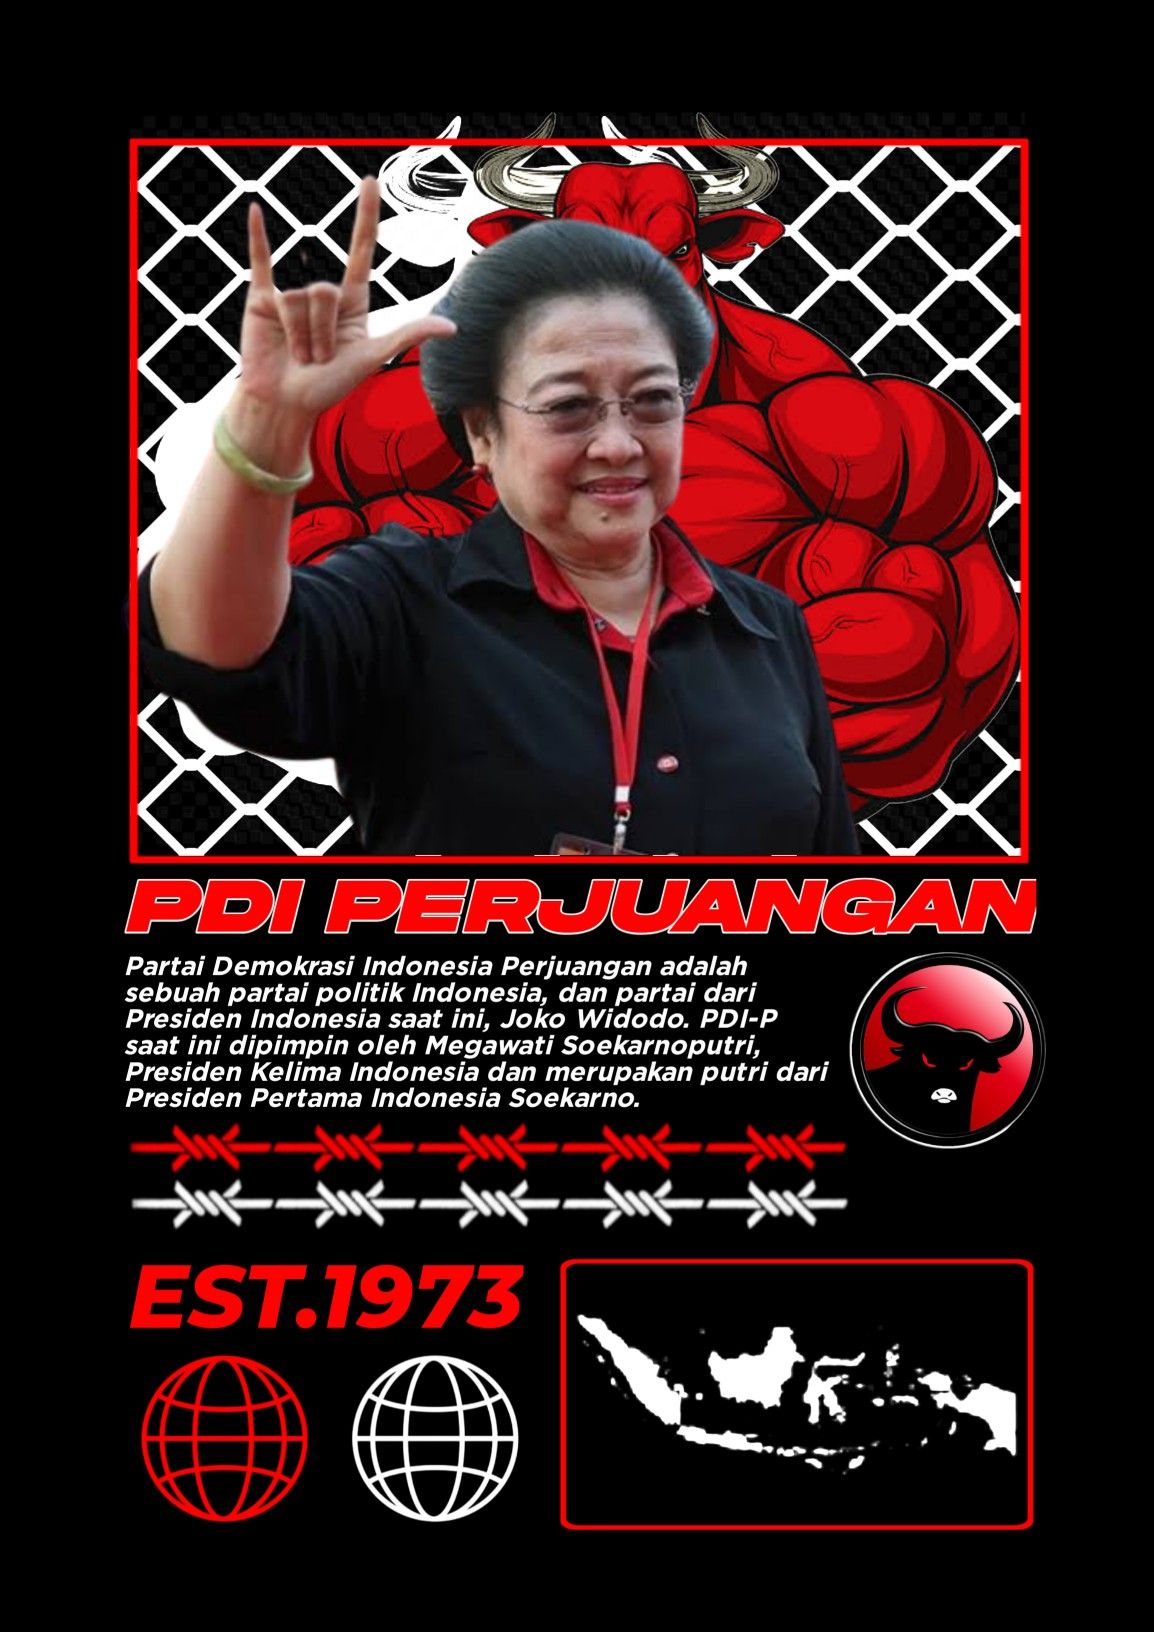 PDI PERJUANGAN
Partai Demokrasi Indonesia Perjuangan adalah
sebuah partai politik Indonesia, dan partai dari
Presiden Indonesia saat ini, Joko Widodo. PDI-P
saat ini dipimpin oleh Megawati Soekarnoputri,
Presiden Kelima Indonesia dan merupakan putri dari
Presiden Pertama Indonesia Soekarno.
EST.1973